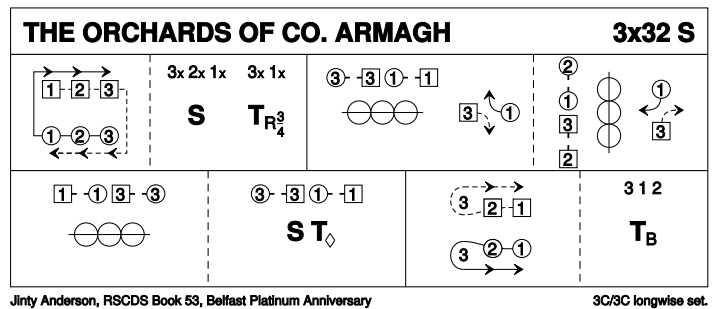 THE ORCHARDS OF CO. ARMAGH 3x32 S
3x 2x 1x 3x 1x
S T R 3/4
1 2 3
1 2 3
3 3 1 1
3 1
2
1
3
2
1
3
1 1 3 3
3 3 1 1
S T◊
3 2 1
3 2 1
3 1 2
T B
Jinty Anderson, RSCDS Book 53, Belfast Platinum Anniversary 3C/3C longwise set.